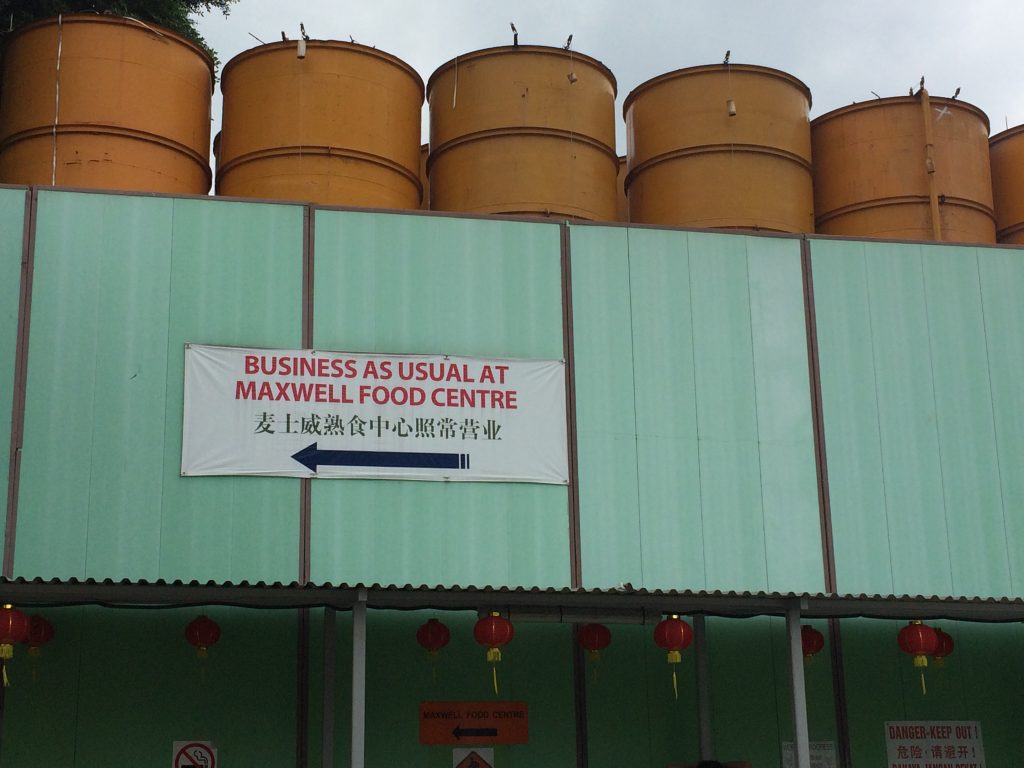 BUSINESS AS USUAL AT
MAXWELL FOOD CENTRE
麦士威熟食中心照常营业
MAXWELL FOOD CENTRE
DANGER-KEEP OUT!
危险·请避开!